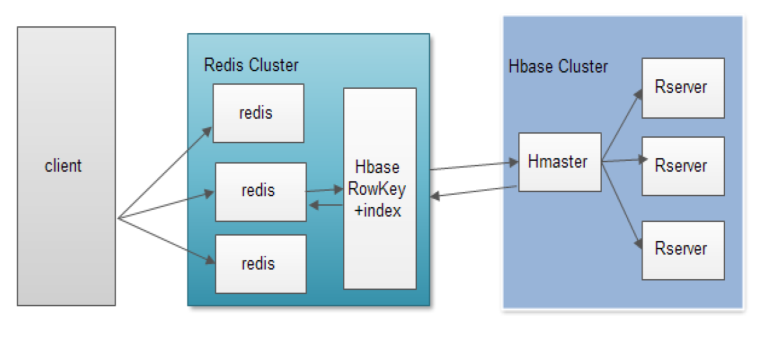 client
Redis Cluster
redis
redis
redis
Hbase
RowKey
+index
Hbase Cluster
Hmaster
Rserver
Rserver
Rserver